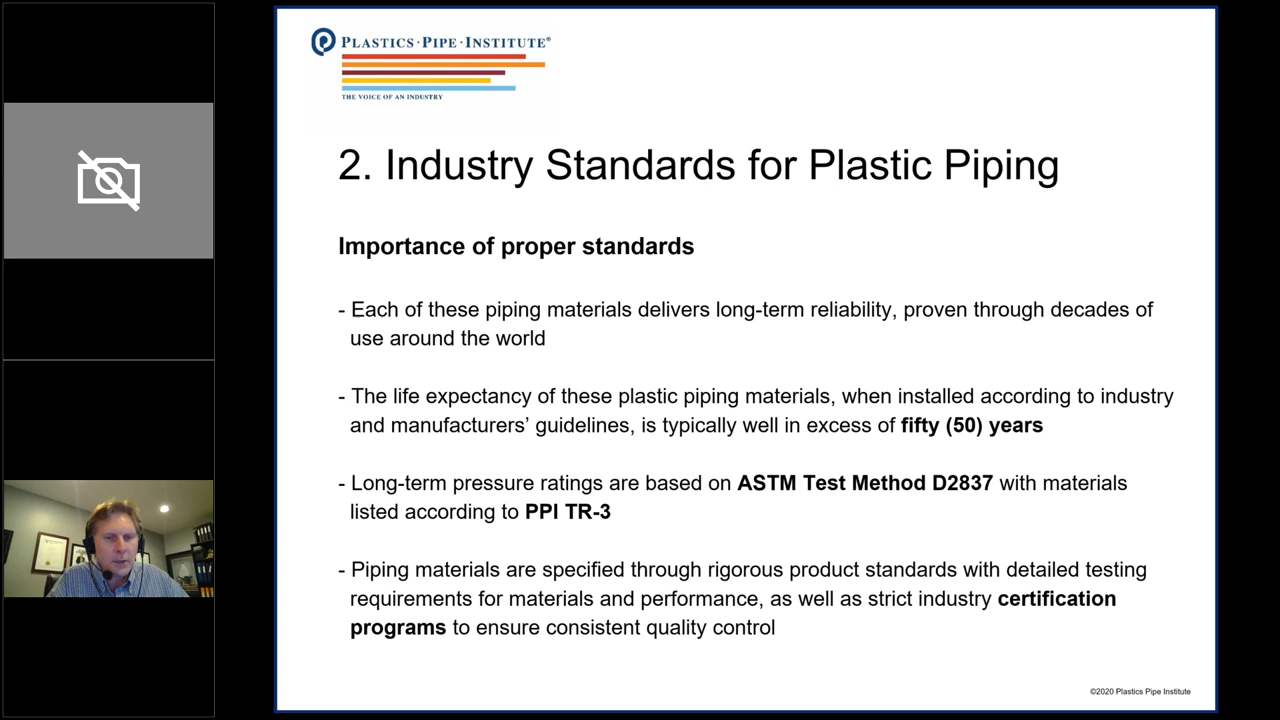 PLASTICS·PIPE·INSTITUTE®
THE VOICE OF AN INDUSTRY
2. Industry Standards for Plastic Piping
Importance of proper standards
- Each of these piping materials delivers long-term reliability, proven through decades of
use around the world
- The life expectancy of these plastic piping materials, when installed according to industry
and manufacturers’ guidelines, is typically well in excess of fifty (50) years
- Long-term pressure ratings are based on ASTM Test Method D2837 with materials
listed according to PPI TR-3
- Piping materials are specified through rigorous product standards with detailed testing
requirements for materials and performance, as well as strict industry certification
programs to ensure consistent quality control
©2020 Plastics Pipe Institute